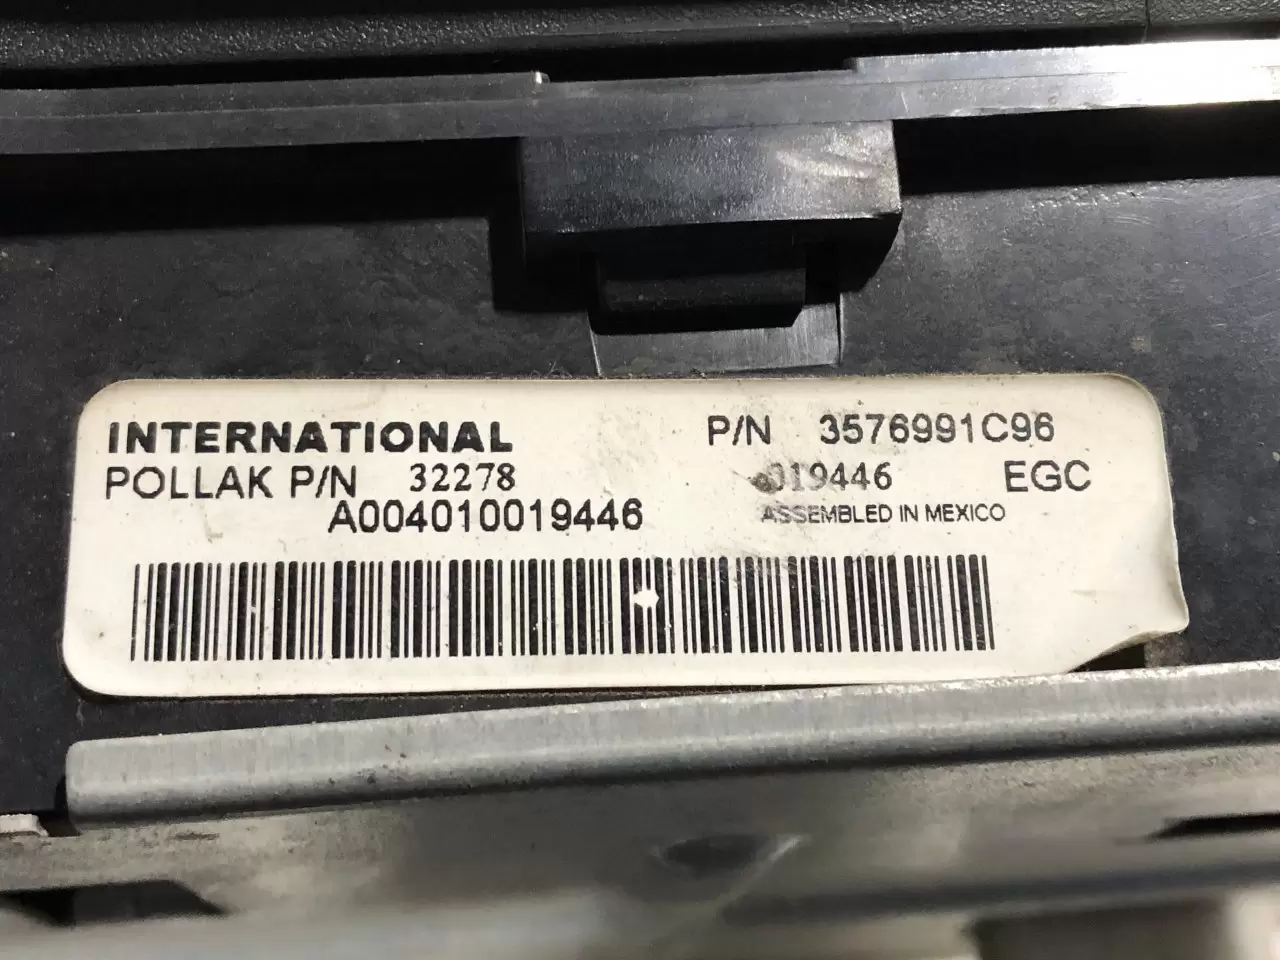 INTERNATIONAL P/N 3576991C96
POLLAK P/N 32278 019446 EGC
A004010019446 ASSEMBLED IN MEXICO